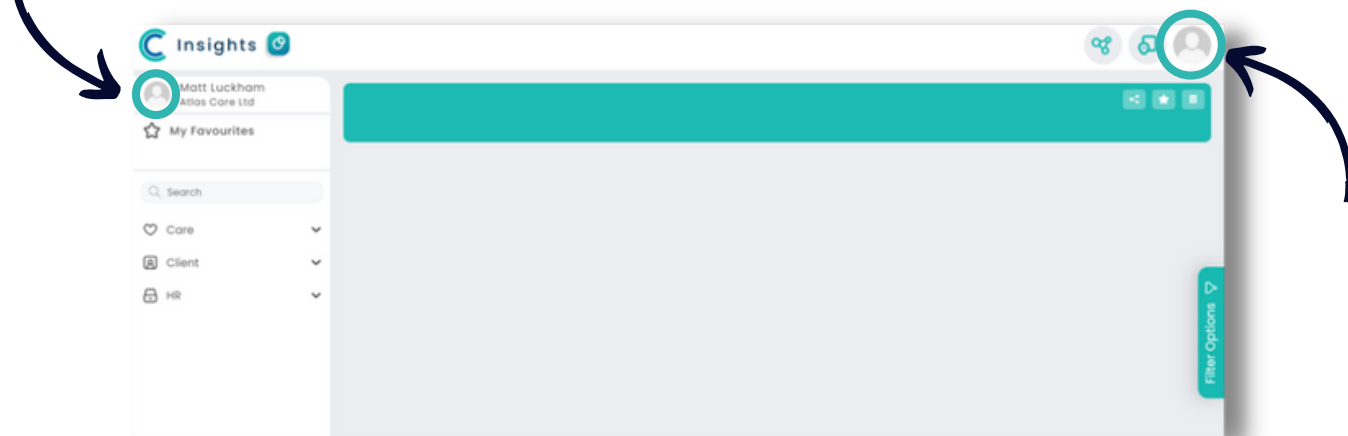 Insights
Matt Luckham
Atlas Care Ltd
My Favourites
Search
Care
Client
HR
Filter Options